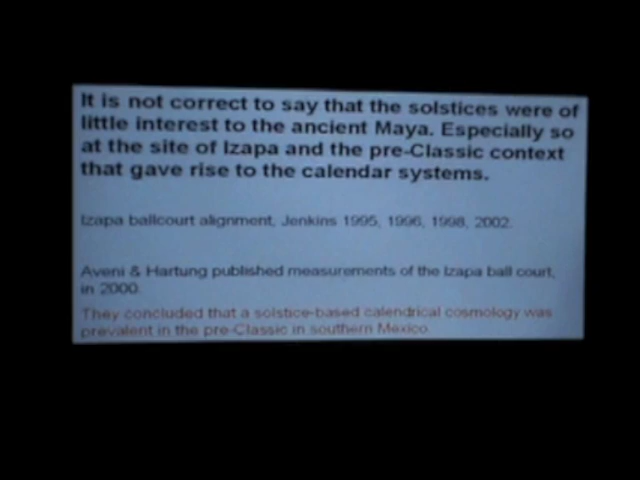 It is not correct to say that the solstices were of
little interest to the ancient Maya. Especially so
at the site of Izapa and the pre-Classic context
that gave rise to the calendar systems.
Izapa ballcourt alignment, Jenkins 1995, 1996, 1998, 2002.
Aveni & Hartung published measurements of the Izapa ball court,
in 2000.
They concluded that a solstice-based calendrical cosmology was
prevalent in the pre-Classic in southern Mexico.